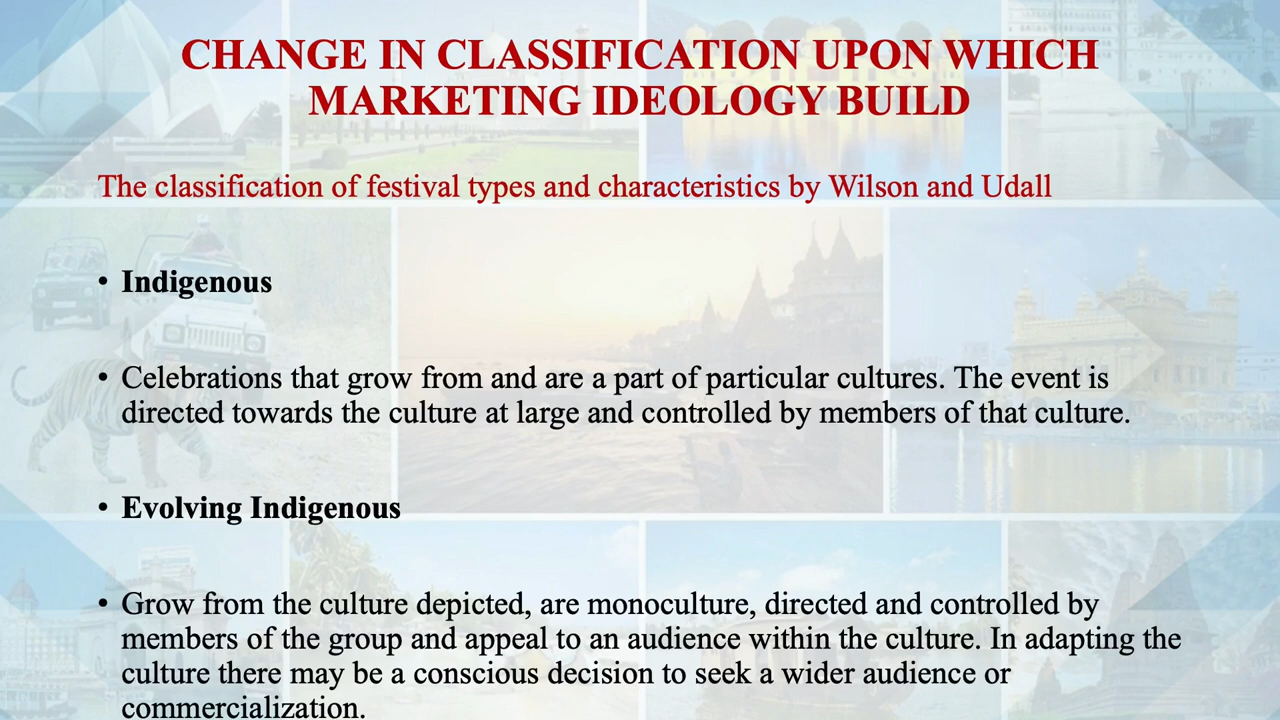 CHANGE IN CLASSIFICATION UPON WHICH
MARKETING IDEOLOGY BUILD
The classification of festival types and characteristics by Wilson and Udall
• Indigenous
• Celebrations that grow from and are a part of particular cultures. The event is
directed towards the culture at large and controlled by members of that culture.
• Evolving Indigenous
• Grow from the culture depicted, are monoculture, directed and controlled by
members of the group and appeal to an audience within the culture. In adapting the
culture there may be a conscious decision to seek a wider audience or
commercialization.